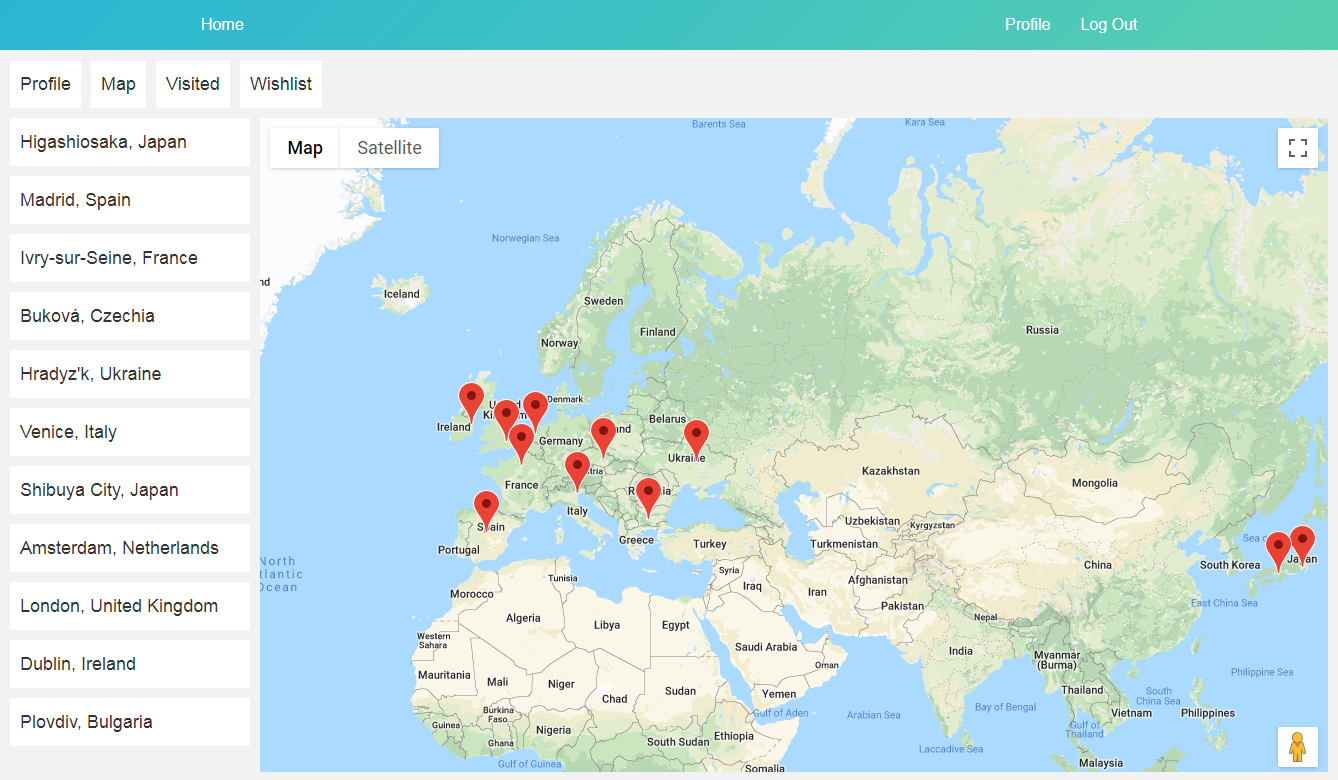 Home
Profile
Log Out
Profile
Map
Visited
Wishlist
Higashiosaka, Japan
Madrid, Spain
Ivry-sur-Seine, France
Buková, Czechia
Hradyz'k, Ukraine
Venice, Italy
Shibuya City, Japan
Amsterdam, Netherlands
London, United Kingdom
Dublin, Ireland
Plovdiv, Bulgaria
Map
Satellite
Barents Sea
Kara Sea
Norwegian Sea
nd
Iceland
Sweden
Finland
Norway
Russia
Denmark
Ireland
Belarus
Germany
Ukraine
France
Kazakhstan
Mongolia
Italy
Spain
Portugal
Greece
Turkey
Uzbekistan
Kyrgyzstan
Turkmenistan
Japan
South Korea
China
North
tlantic
Ocean
Tunisia
Syria
Morocco
Iraq
Iran
Afghanistan
Pakistan
East China Sea
Algeria
Libya
Egypt
Nepal
Western
Sahara
Saudi Arabia
India
Myanmar
(Burma)
Oman
Mauritania
Mali
Niger
Chad
Sudan
Yemen
Thailand
Philippine Sea
South
China Sea
Burkina
Faso
Gulf of Aden
Arabian Sea
Bay of Bengal
Vietnam
Philippines
Guinea
Ghana
Nigeria
South Sudan
Ethiopia
Gulf of
Thailand
Laccadive Sea
Gulf of Guinea
Somalia
Malaysia